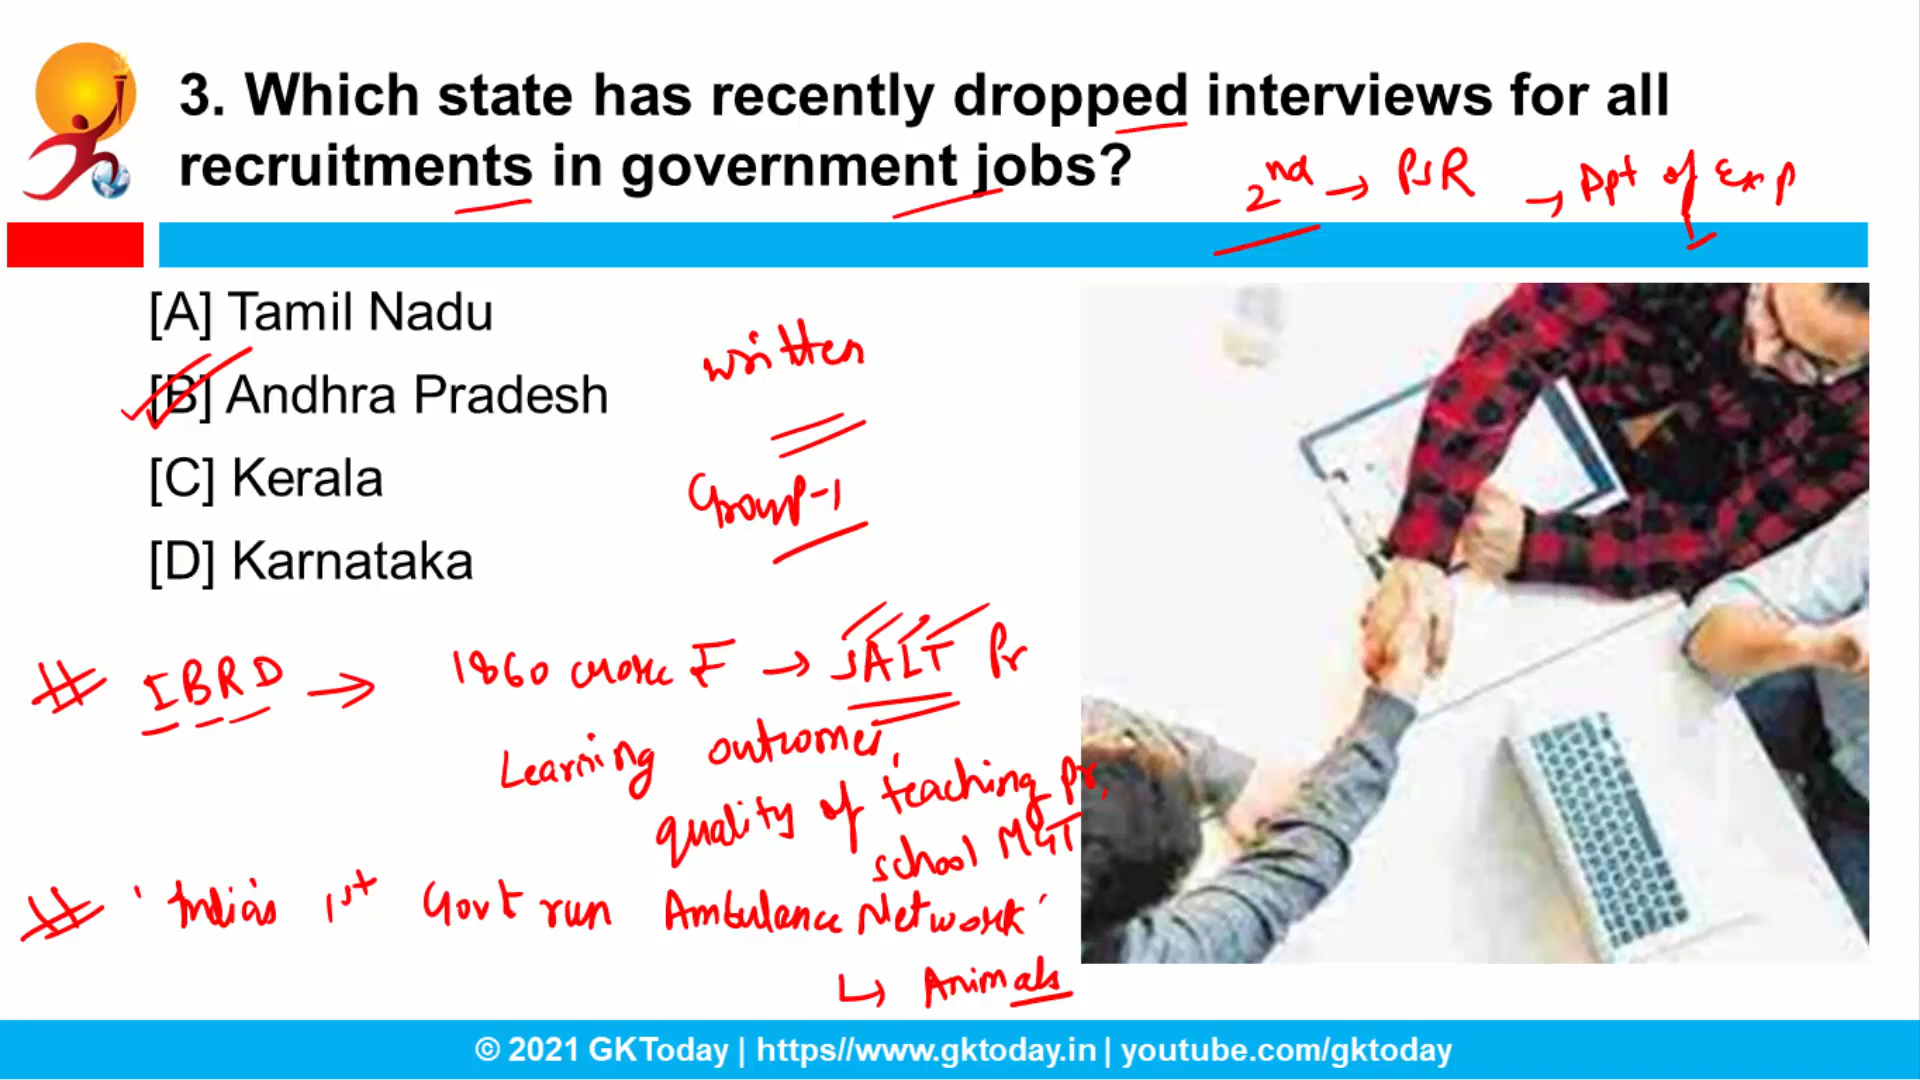 3. Which state has recently dropped interviews for all
recruitments in government jobs?
2nd → PSR → Dpt of Exp
[A] Tamil Nadu
written
[B] Andhra Pradesh
[C] Kerala
Group-1
[D] Karnataka
# IBRD → 1860 crore → SALT Pr
Learning outcomes,
quality of teaching Pr,
school MGT
# 'India's 1st Govt run Ambulance Network'
↳ Animals
© 2021 GKToday | https//www.gktoday.in | youtube.com/gktoday